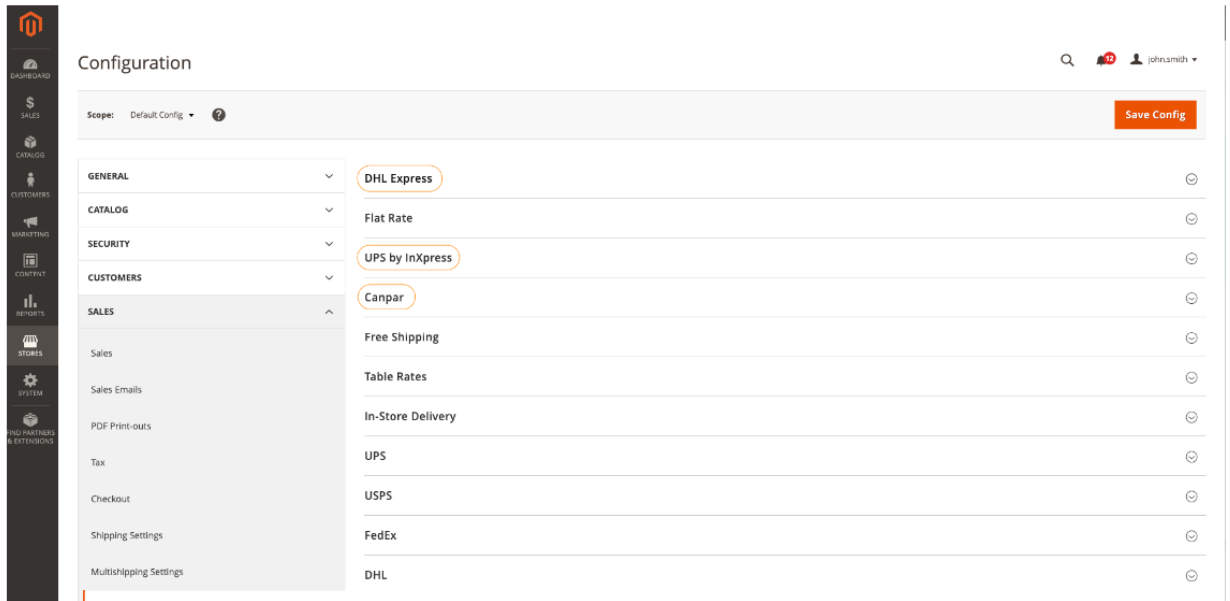 DASHBOARD
SALES
CATALOG
CUSTOMERS
MARKETING
CONTENT
REPORTS
STORES
SYSTEM
FIND PARTNERS
& EXTENSIONS
Configuration
12
john.smith
Scope: Default Config
?
Save Config
GENERAL
CATALOG
SECURITY
CUSTOMERS
SALES
Sales
Sales Emails
PDF Print-outs
Tax
Checkout
Shipping Settings
Multishipping Settings
DHL Express
Flat Rate
UPS by InXpress
Canpar
Free Shipping
Table Rates
In-Store Delivery
UPS
USPS
FedEx
DHL